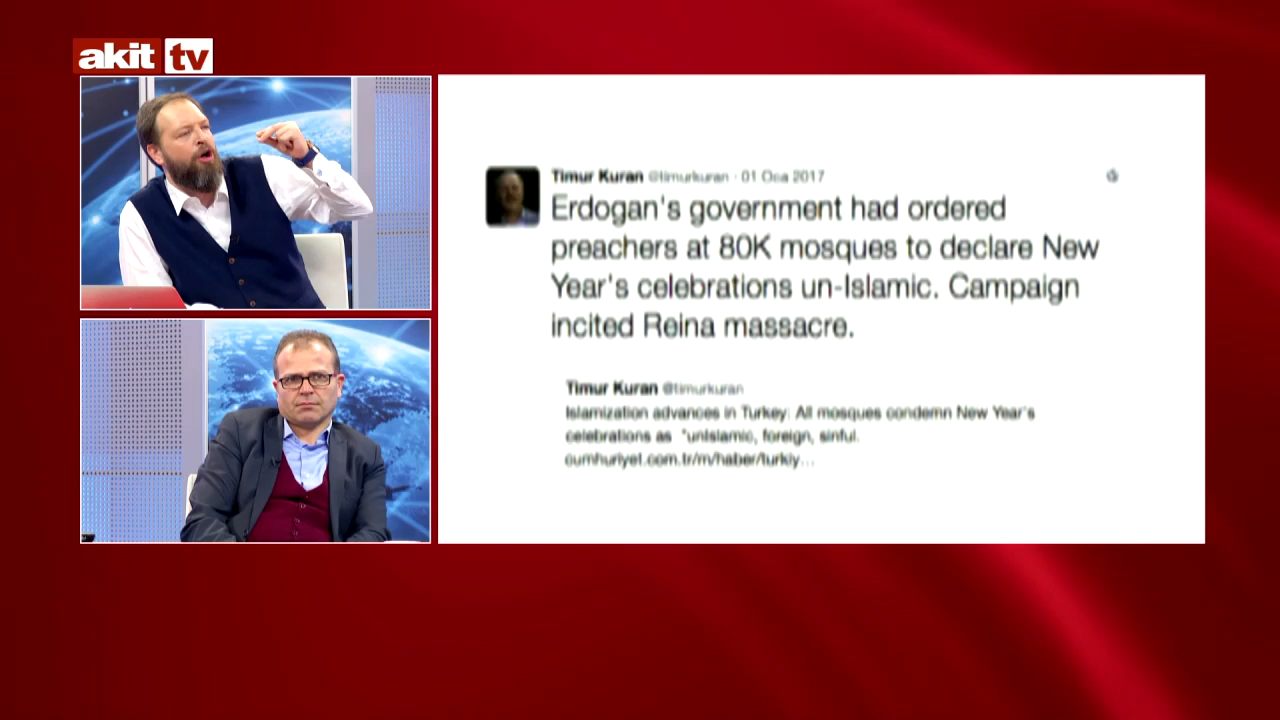 akit tv
Timur Kuran @timurkuran · 01 Oca 2017
Erdogan's government had ordered
preachers at 80K mosques to declare New
Year's celebrations un-Islamic. Campaign
incited Reina massacre.
Timur Kuran @timurkuran
Islamization advances in Turkey: All mosques condemn New Year's
celebrations as "unIslamic, foreign, sinful.
cumhuriyet.com.tr/m/haber/turkiy...